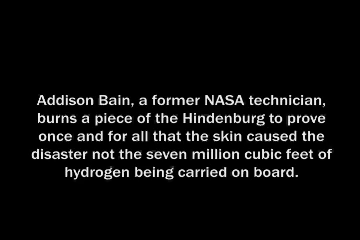 Addison Bain, a former NASA technician,
burns a piece of the Hindenburg to prove
once and for all that the skin caused the
disaster not the seven million cubic feet of
hydrogen being carried on board.